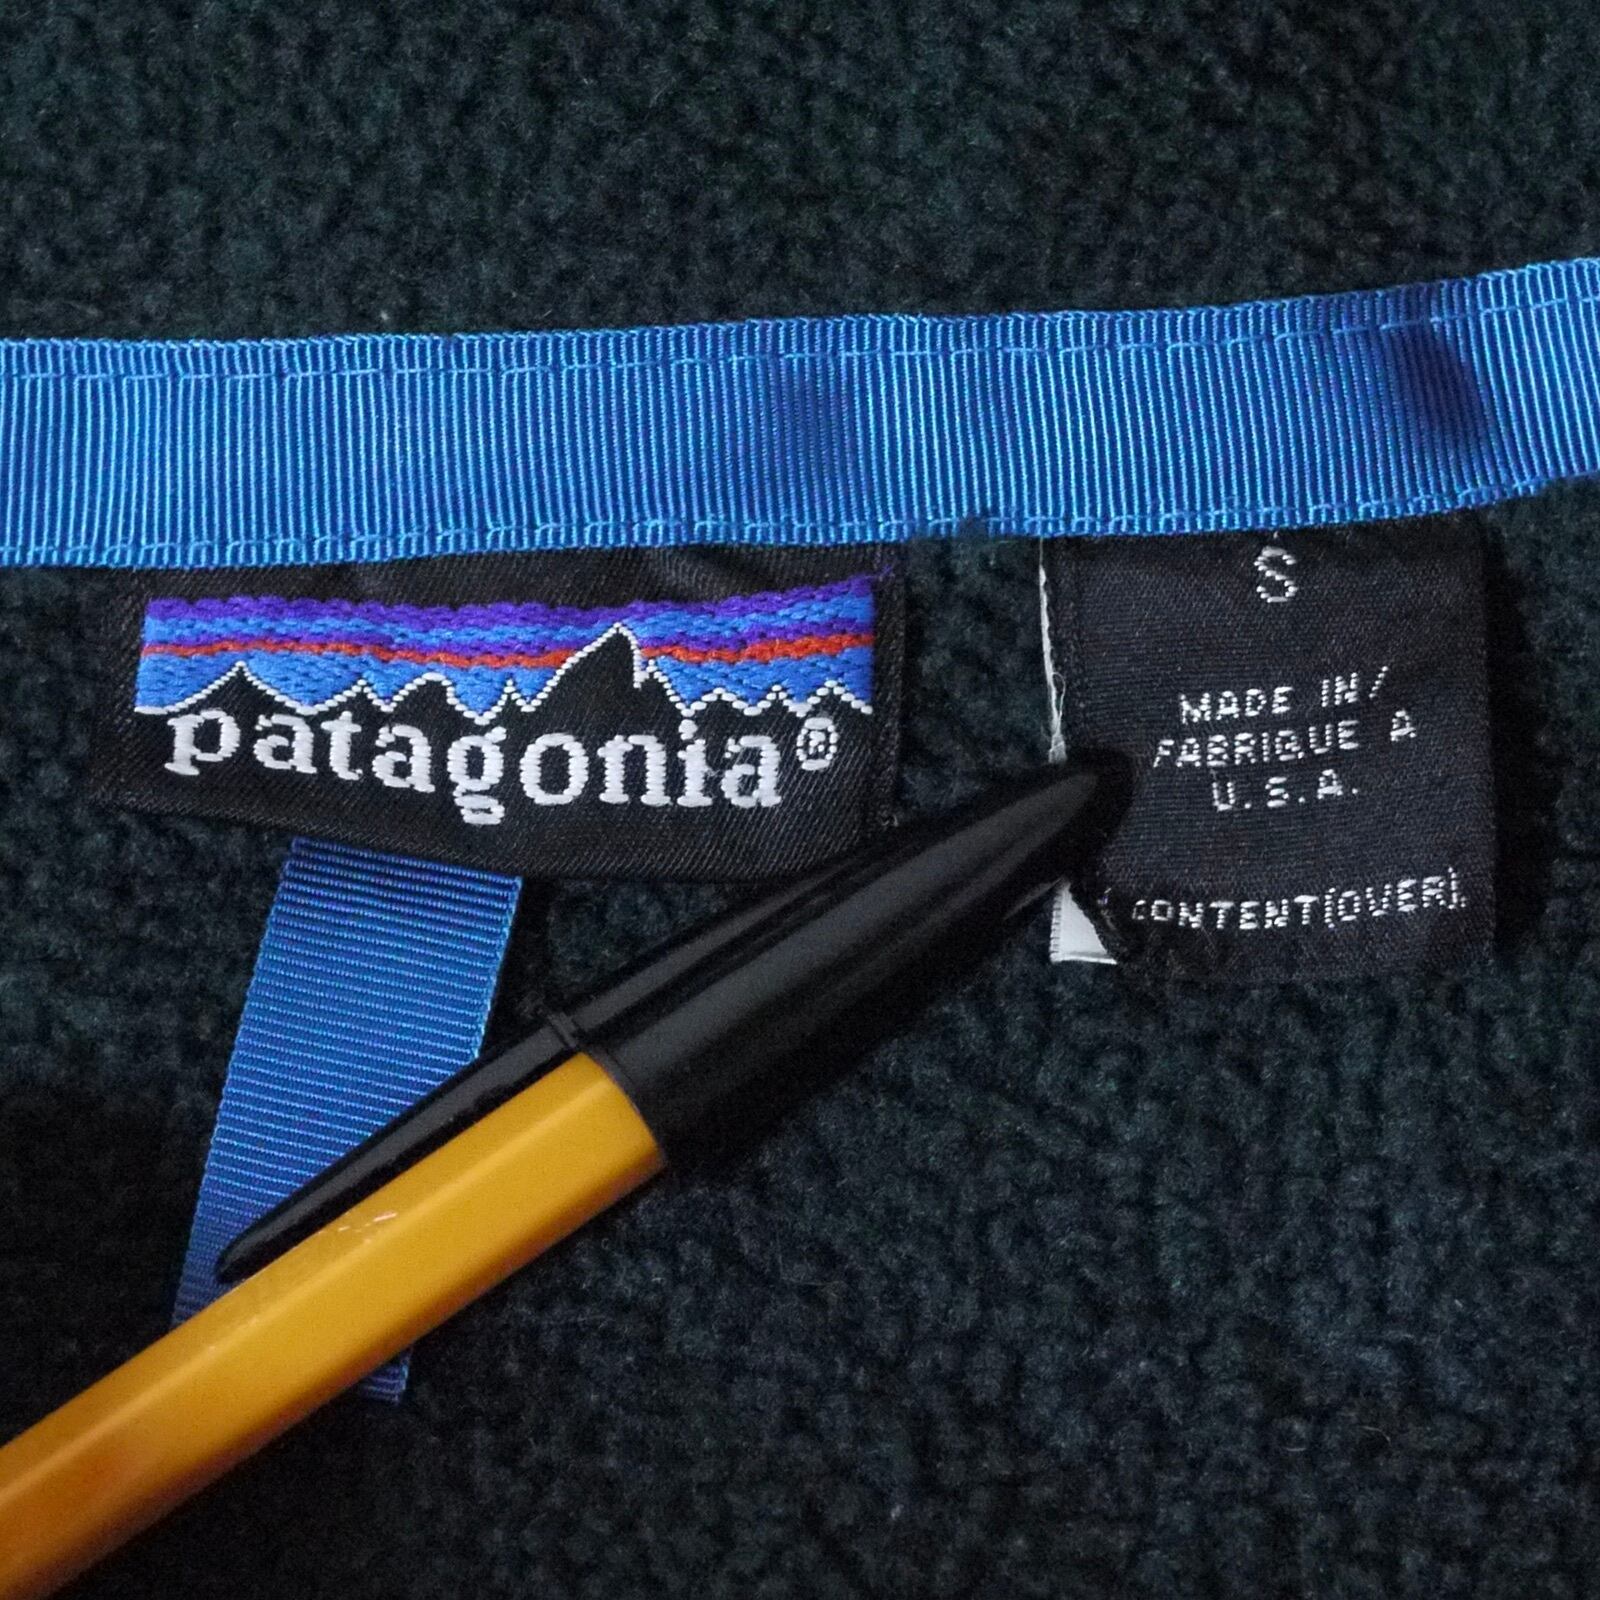 patagonia®
S
MADE IN/
FABRIQUE A
U.S.A.
CONTENT(OVER).